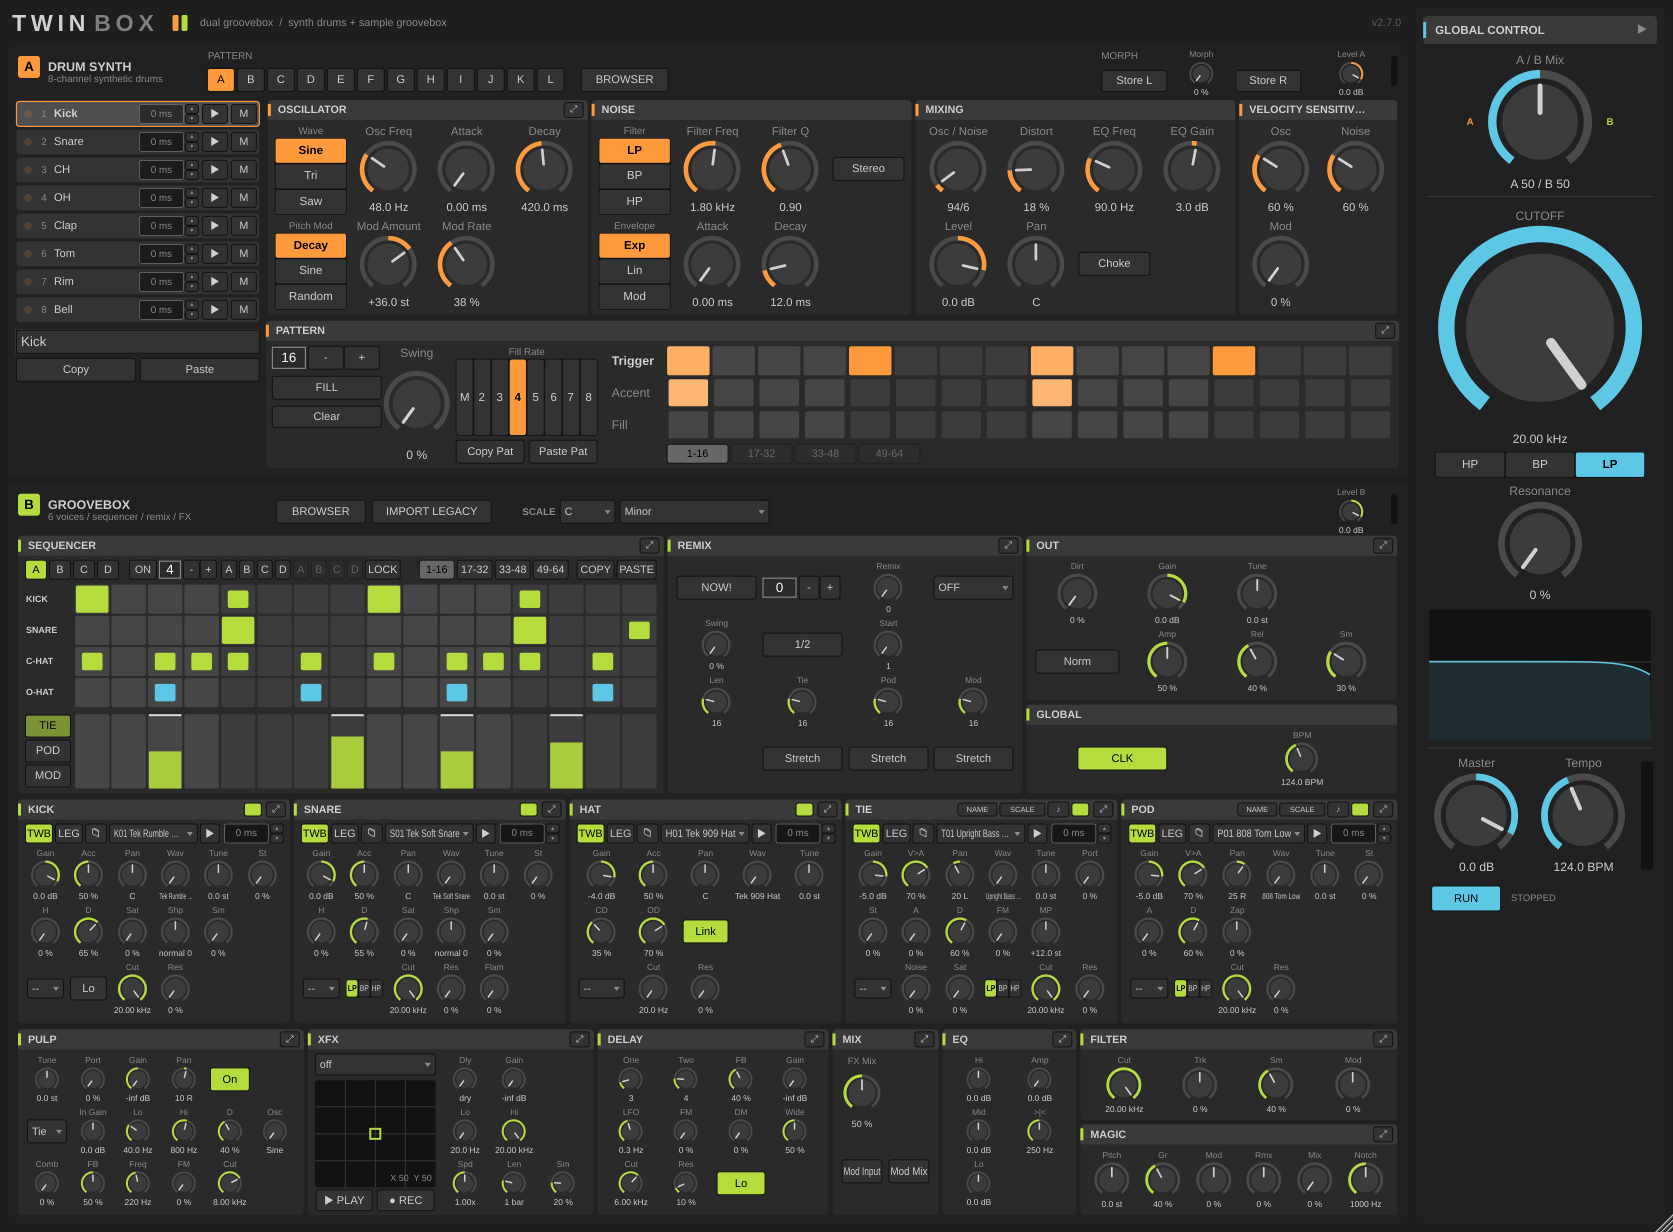 TWINBOX dual groovebox / synth drums + sample groovebox v2.7.0
A DRUM SYNTH
8-channel synthetic drums
PATTERN
A B C D E F G H I J K L BROWSER
MORPH
Store L
Morph
0 %
Store R
Level A
0.0 dB
1 Kick 0 ms M
2 Snare 0 ms M
3 CH 0 ms M
4 OH 0 ms M
5 Clap 0 ms M
6 Tom 0 ms M
7 Rim 0 ms M
8 Bell 0 ms M
Kick
Copy Paste
OSCILLATOR
Wave Osc Freq Attack Decay
Sine
Tri
Saw
48.0 Hz 0.00 ms 420.0 ms
Pitch Mod Mod Amount Mod Rate
Decay
Sine
Random
+36.0 st 38 %
NOISE
Filter Filter Freq Filter Q
LP
BP
HP
Stereo
1.80 kHz 0.90
Envelope Attack Decay
Exp
Lin
Mod
0.00 ms 12.0 ms
MIXING
Osc / Noise Distort EQ Freq EQ Gain
94/6 18 % 90.0 Hz 3.0 dB
Level Pan
Choke
0.0 dB C
VELOCITY SENSITIV...
Osc Noise
60 % 60 %
Mod
0 %
PATTERN
16 - + Swing Fill Rate
FILL
Clear
0 %
M 2 3 4 5 6 7 8
Copy Pat Paste Pat
Trigger
Accent
Fill
1-16 17-32 33-48 49-64
B GROOVEBOX
6 voices / sequencer / remix / FX
BROWSER IMPORT LEGACY SCALE C Minor
Level B
0.0 dB
SEQUENCER
A B C D ON 4 - + A B C D A B C D LOCK 1-16 17-32 33-48 49-64 COPY PASTE
KICK
SNARE
C-HAT
O-HAT
TIE
POD
MOD
REMIX
NOW! 0 - + Remix OFF
0
Swing 1/2 Start
0 % 1
Len Tie Pod Mod
16 16 16 16
Stretch Stretch Stretch
OUT
Dirt Gain Tune
0 % 0.0 dB 0.0 st
Norm Amp Rel Sm
50 % 40 % 30 %
GLOBAL
CLK BPM
124.0 BPM
KICK
TWB LEG K01 Tek Rumble ... 0 ms
Gain Acc Pan Wav Tune St
0.0 dB 50 % C Tek Rumble ... 0.0 st 0 %
H D Sat Shp Sm
0 % 65 % 0 % normal 0 0 %
-- Lo Cut Res
20.00 kHz 0 %
SNARE
TWB LEG S01 Tek Soft Snare 0 ms
Gain Acc Pan Wav Tune St
0.0 dB 50 % C Tek Soft Snare 0.0 st 0 %
H D Sat Shp Sm
0 % 55 % 0 % normal 0 0 %
-- LP BP HP Cut Res Flam
20.00 kHz 0 % 0 %
HAT
TWB LEG H01 Tek 909 Hat 0 ms
Gain Acc Pan Wav Tune
-4.0 dB 50 % C Tek 909 Hat 0.0 st
CD OD Link
35 % 70 %
-- Cut Res
20.0 Hz 0 %
TIE NAME SCALE ♪
TWB LEG T01 Upright Bass ... 0 ms
Gain V>A Pan Wav Tune Port
-5.0 dB 70 % 20 L Upright Bass ... 0.0 st 0 %
St A D FM MP
0 % 0 % 60 % 0 % +12.0 st
-- Noise Sat LP BP HP Cut Res
0 % 0 % 20.00 kHz 0 %
POD NAME SCALE ♪
TWB LEG P01 808 Tom Low 0 ms
Gain V>A Pan Wav Tune St
-5.0 dB 70 % 25 R 808 Tom Low 0.0 st 0 %
A D Zap
0 % 60 % 0 %
-- LP BP HP Cut Res
20.00 kHz 0 %
PULP
Tune Port Gain Pan On
0.0 st 0 % -inf dB 10 R
Tie In Gain Lo Hi D Osc
0.0 dB 40.0 Hz 800 Hz 40 % Sine
Comb FB Freq FM Cut
0 % 50 % 220 Hz 0 % 8.00 kHz
XFX
off Dly Gain
dry -inf dB
Lo Hi
20.0 Hz 20.00 kHz
X 50 Y 50
PLAY ● REC
Spd Len Sm
1.00x 1 bar 20 %
DELAY
One Two FB Gain
3 4 40 % -inf dB
LFO FM DM Wide
0.3 Hz 0 % 0 % 50 %
Cut Res Lo
6.00 kHz 10 %
MIX
FX Mix
50 %
Mod Input Mod Mix
EQ
Hi Amp
0.0 dB 0.0 dB
Mid >|<
0.0 dB 250 Hz
Lo
0.0 dB
FILTER
Cut Trk Sm Mod
20.00 kHz 0 % 40 % 0 %
MAGIC
Pitch Gr Mod Rmx Mix Notch
0.0 st 40 % 0 % 0 % 0 % 1000 Hz
GLOBAL CONTROL
A / B Mix
A B
A 50 / B 50
CUTOFF
20.00 kHz
HP BP LP
Resonance
0 %
Master Tempo
0.0 dB 124.0 BPM
RUN STOPPED